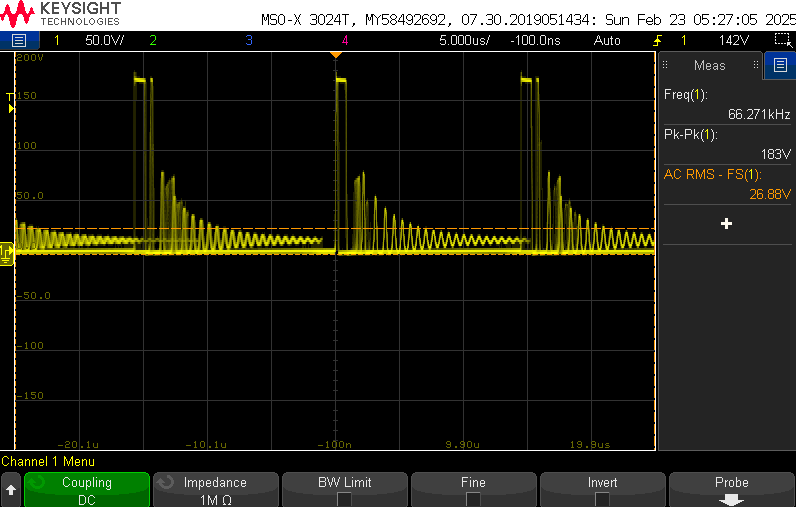 KEYSIGHT
TECHNOLOGIES
MSO-X 3024T, MY58492692, 07.30.2019051434: Sun Feb 23 05:27:05 2025
1 50.0V/ 2 3 4 5.000us/ -100.0ns Auto 1 142V
200V
150
100
50.0
-50.0
-100
-150
-20.1u -10.1u -100n 9.90u 19.9us
T
1
Meas
Freq(1):
66.271kHz
Pk-Pk(1):
183V
AC RMS - FS(1):
26.88V
Channel 1 Menu
Coupling
DC
Impedance
1M Ω
BW Limit
Fine
Invert
Probe